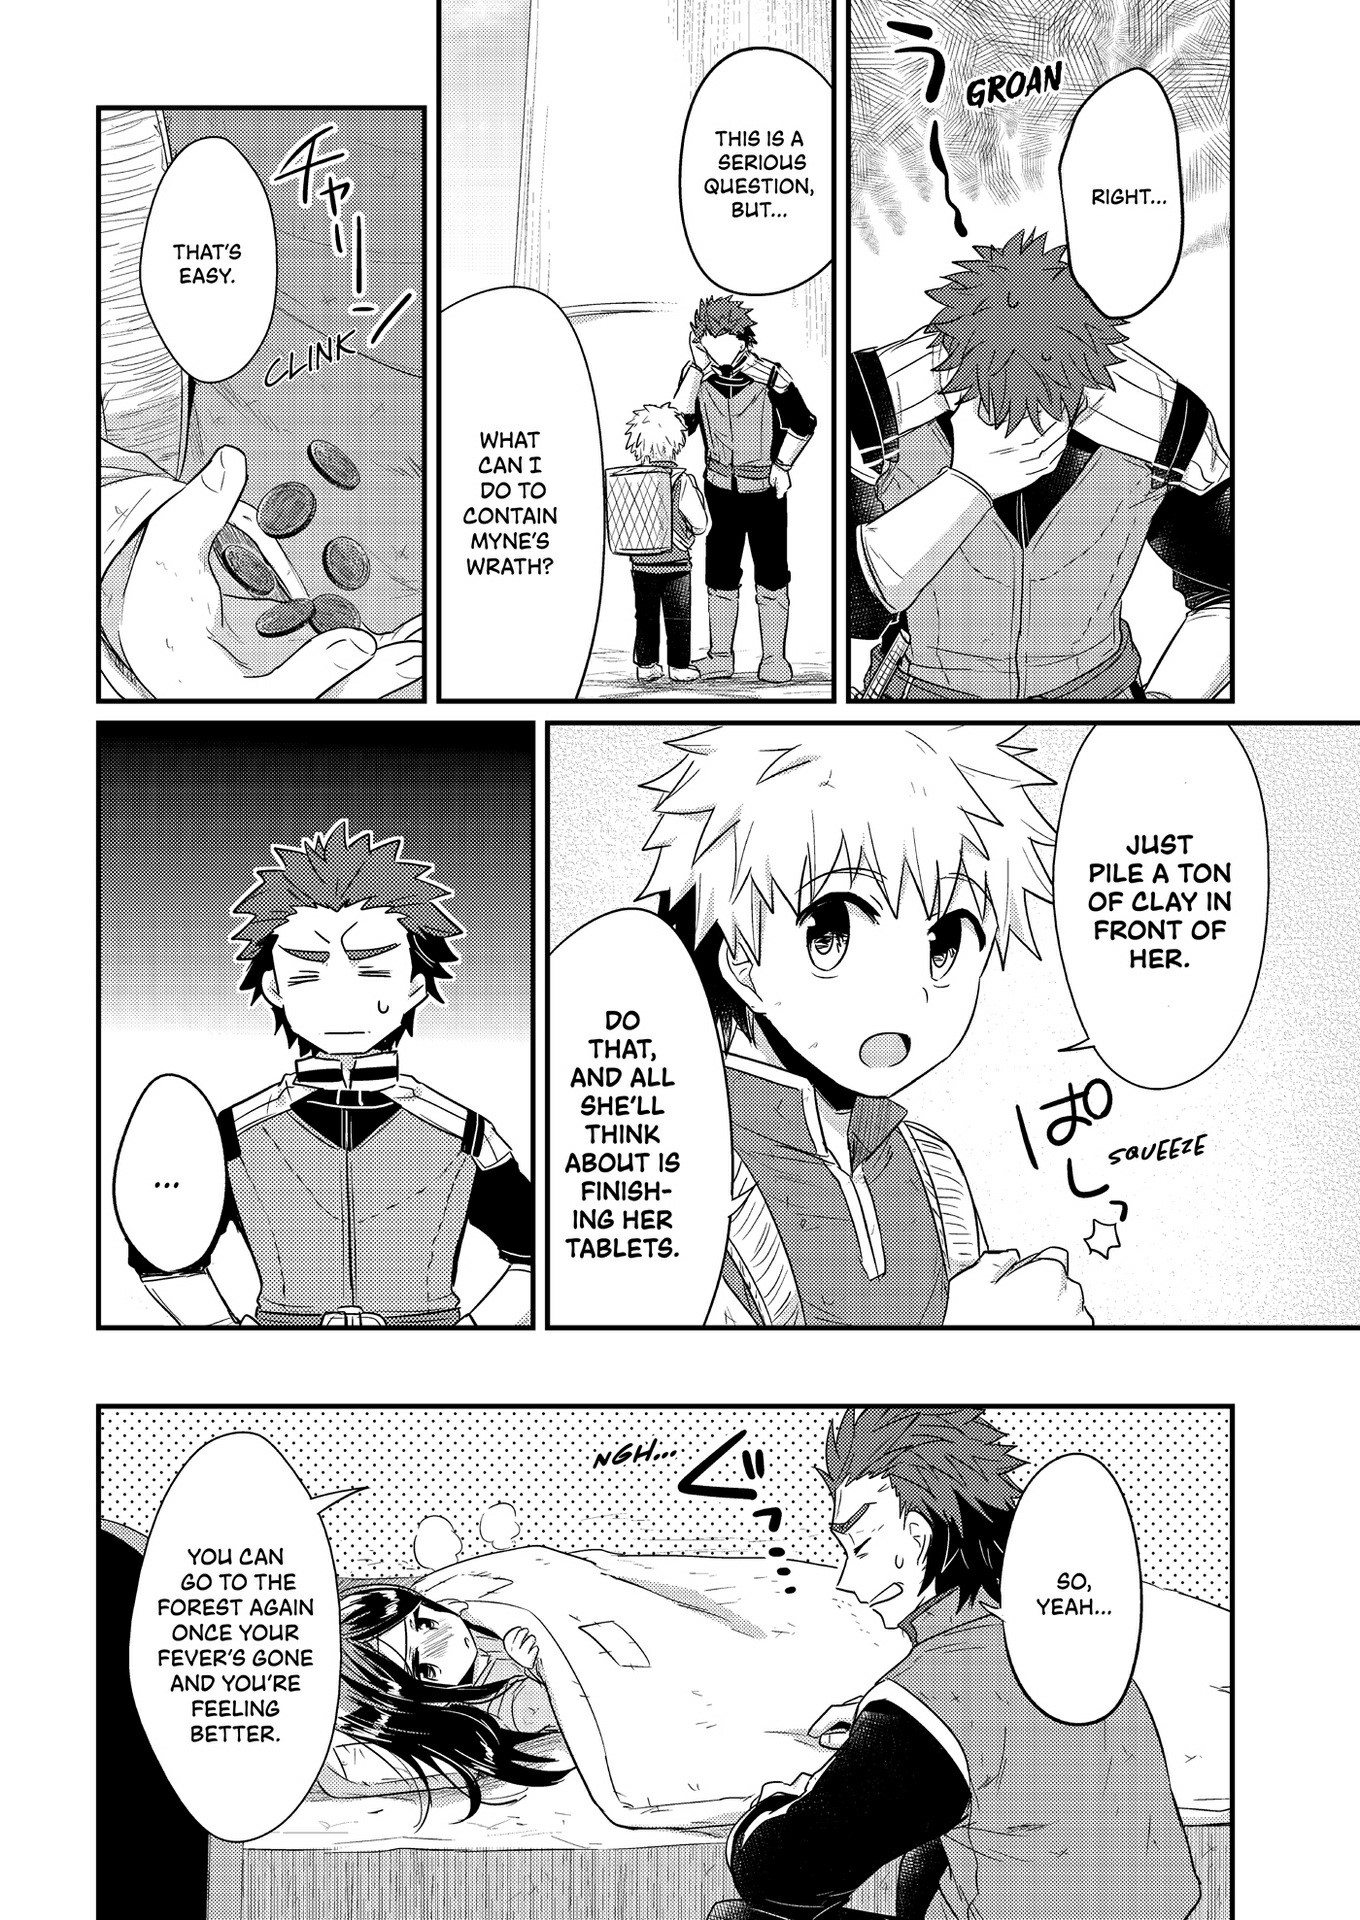 う〜
GROAN
RIGHT...
THIS IS A
SERIOUS
QUESTION,
BUT...
WHAT
CAN I
DO TO
CONTAIN
MYNE'S
WRATH?
チャーン
CLINK
THAT'S
EASY.
JUST
PILE A TON
OF CLAY IN
FRONT OF
HER.
ぱしっ
SQUEEZE
DO
THAT,
AND ALL
SHE'LL
THINK
ABOUT IS
FINISH-
ING HER
TABLETS.
...
SO,
YEAH...
ぐっ…
NGH...
YOU CAN
GO TO THE
FOREST AGAIN
ONCE YOUR
FEVER'S GONE
AND YOU'RE
FEELING
BETTER.